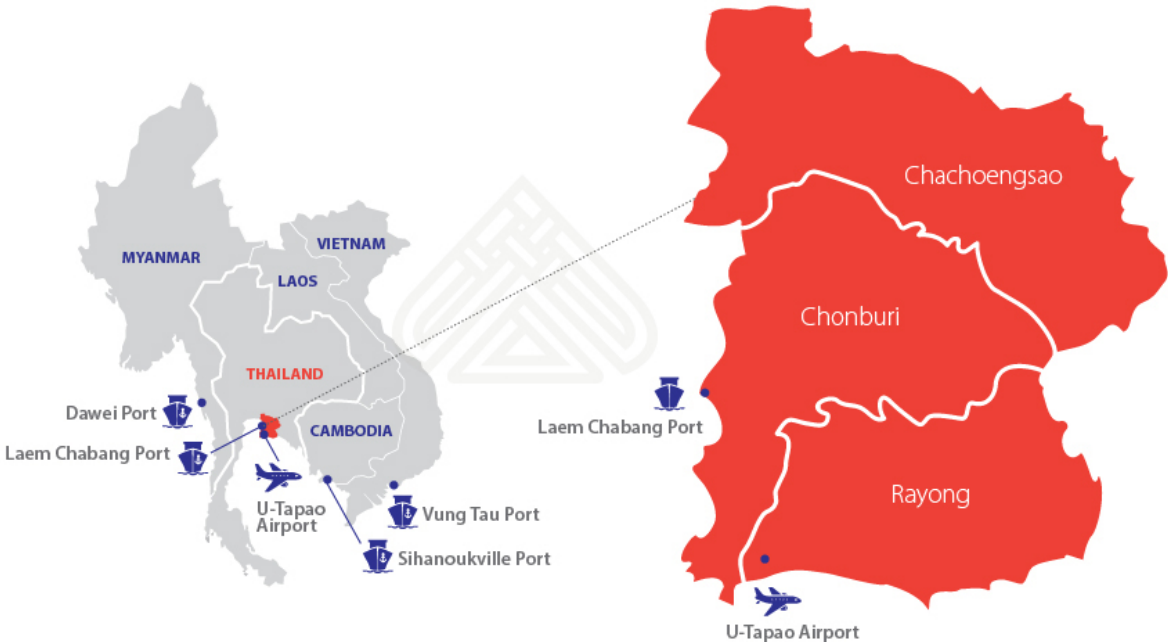 MYANMAR
VIETNAM
LAOS
THAILAND
CAMBODIA
Dawei Port
Laem Chabang Port
U-Tapao
Airport
Vung Tau Port
Sihanoukville Port
Chachoengsao
Chonburi
Laem Chabang Port
Rayong
U-Tapao Airport